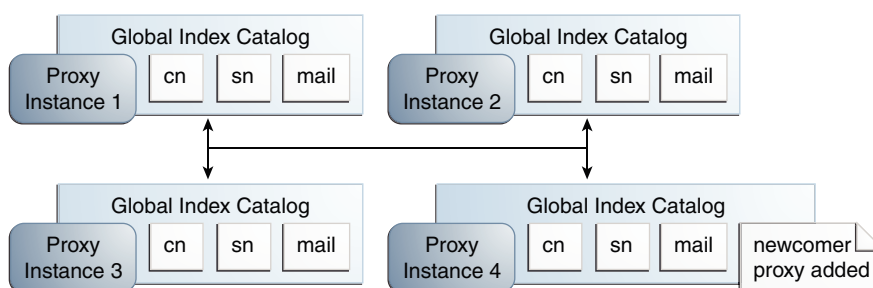 Global Index Catalog
Proxy
Instance 1
cn sn mail
Global Index Catalog
Proxy
Instance 2
cn sn mail
Global Index Catalog
Proxy
Instance 3
cn sn mail
Global Index Catalog
Proxy
Instance 4
cn sn mail
newcomer
proxy added